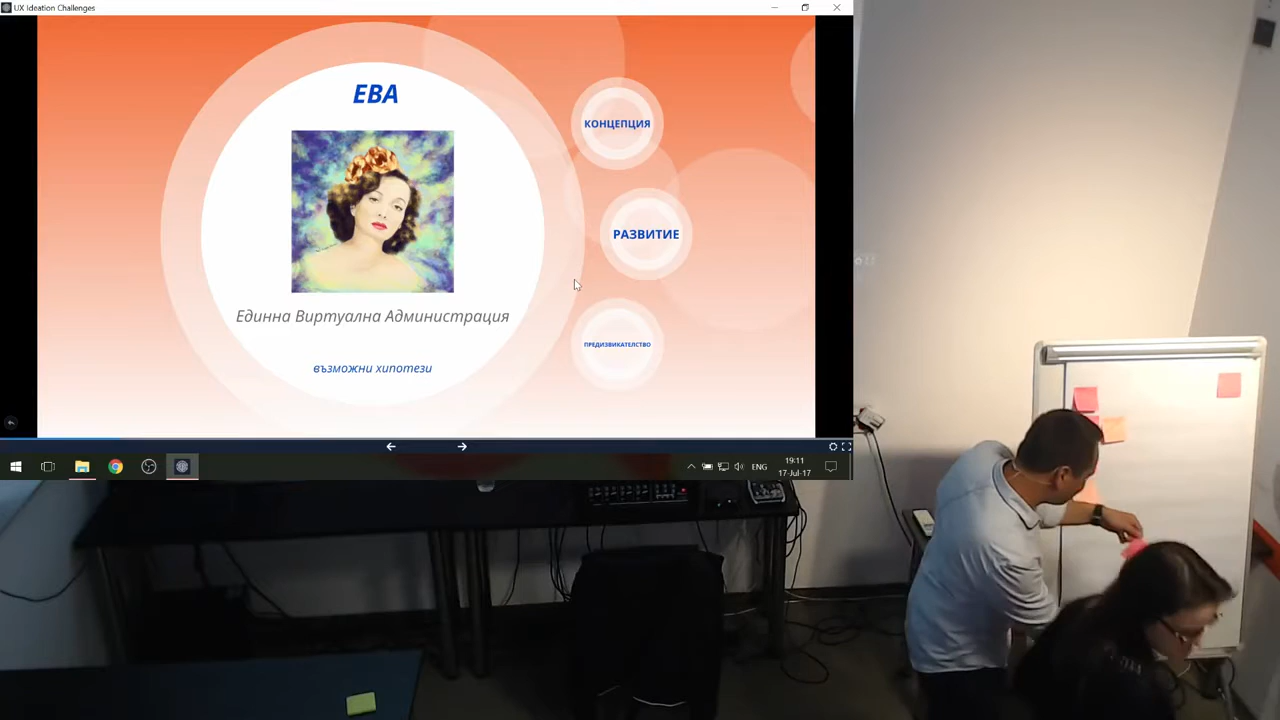 UX Ideation Challenges
ЕВА
Единна Виртуална Администрация
възможни хипотези
КОНЦЕПЦИЯ
РАЗВИТИЕ
ПРЕДИЗВИКАТЕЛСТВО
ENG
19:11
17-Jul-17